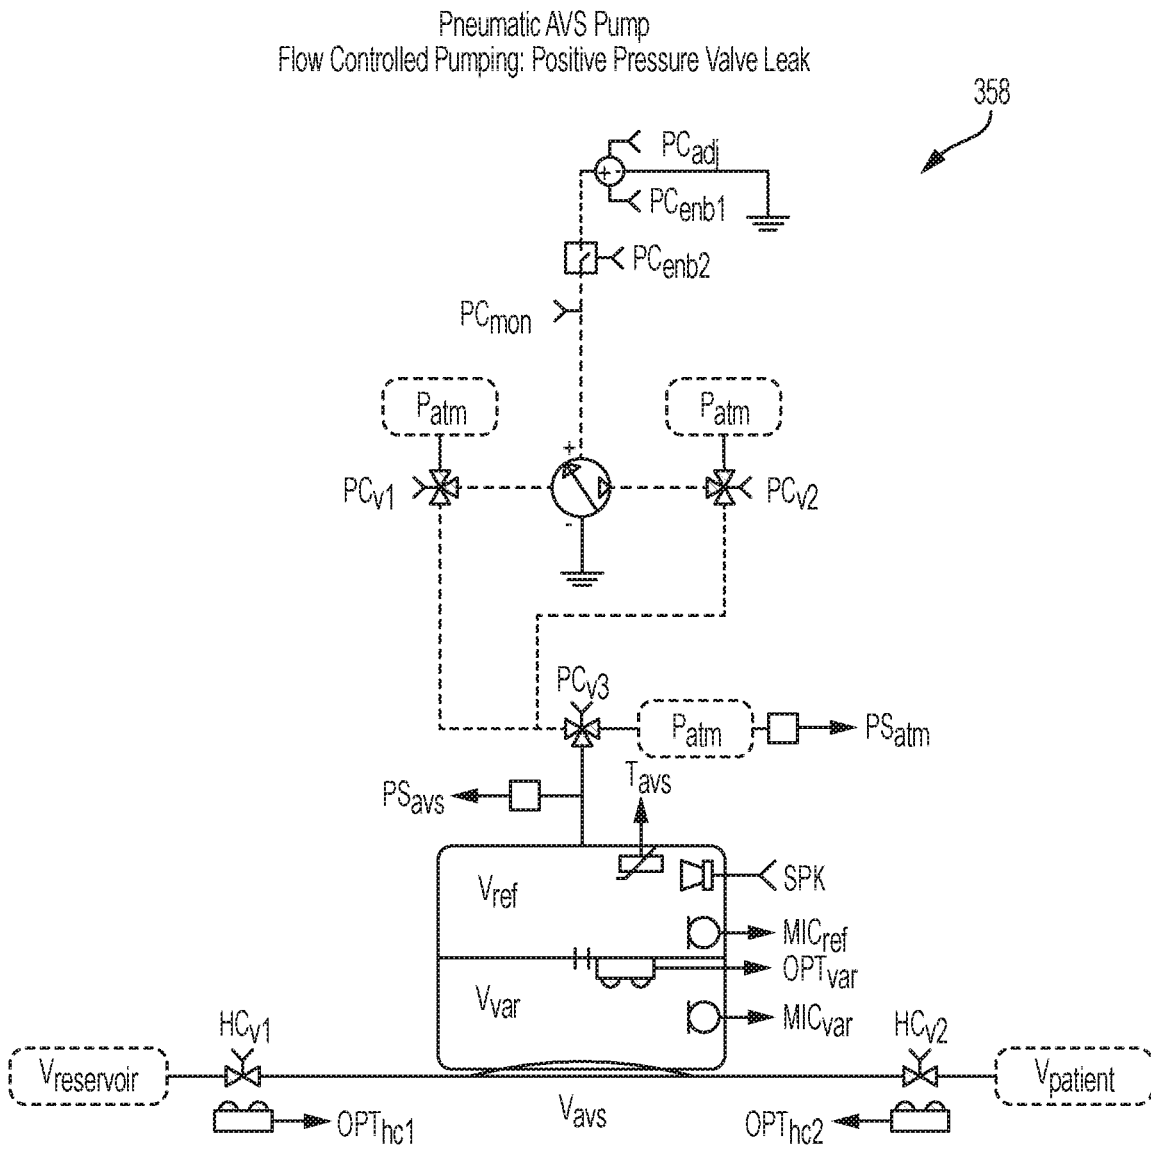 Pneumatic AVS Pump
Flow Controlled Pumping: Positive Pressure Valve Leak
358
PCadj
+ -
PCenb1
PCenb2
PCmon
Patm
Patm
+
PCv1
PCv2
-
PCv3
Patm
PSatm
PSavs
Tavs
Vref
SPK
MICref
OPTvar
Vvar
MICvar
HCv1
HCv2
Vreservoir
Vpatient
Vavs
OPThc1
OPThc2